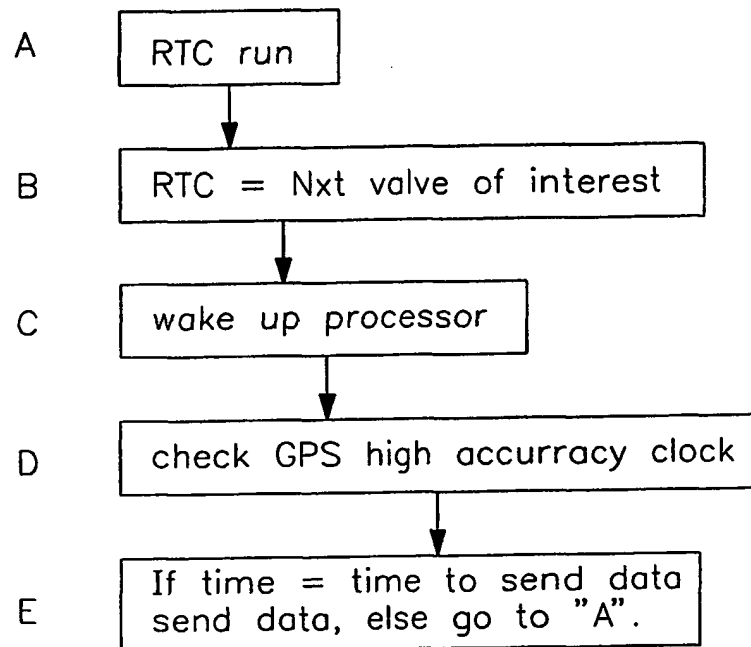 A RTC run
B RTC = Nxt valve of interest
C wake up processor
D check GPS high accurracy clock
E If time = time to send data
send data, else go to "A".